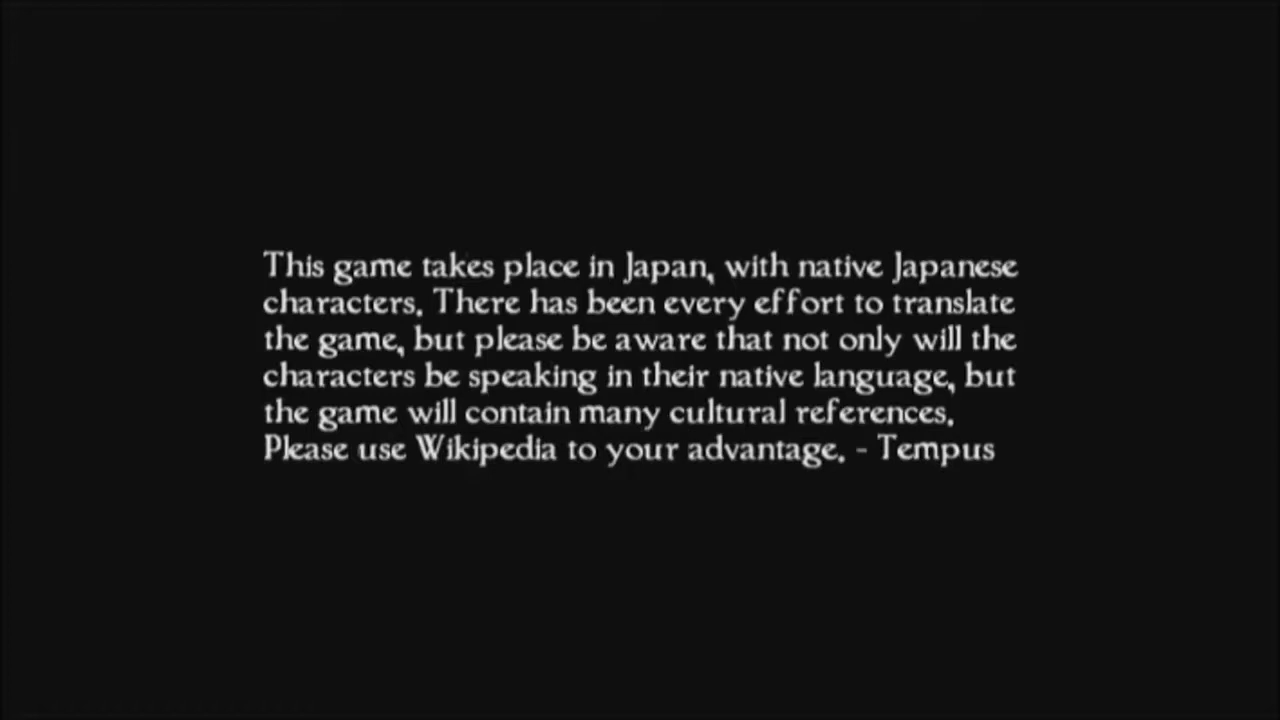 This game takes place in Japan, with native Japanese
characters. There has been every effort to translate
the game, but please be aware that not only will the
characters be speaking in their native language, but
the game will contain many cultural references.
Please use Wikipedia to your advantage. - Tempus